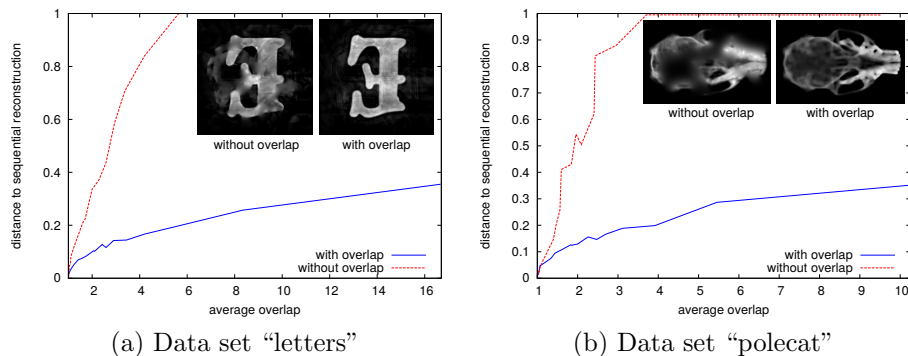 distance to sequential reconstruction
1
0.8
0.6
0.4
0.2
0
2 4 6 8 10 12 14 16
average overlap
without overlap with overlap
with overlap
without overlap
(a) Data set “letters”
distance to sequential reconstruction
1
0.9
0.8
0.7
0.6
0.5
0.4
0.3
0.2
0.1
0
1 2 3 4 5 6 7 8 9 10
average overlap
without overlap with overlap
with overlap
without overlap
(b) Data set “polecat”